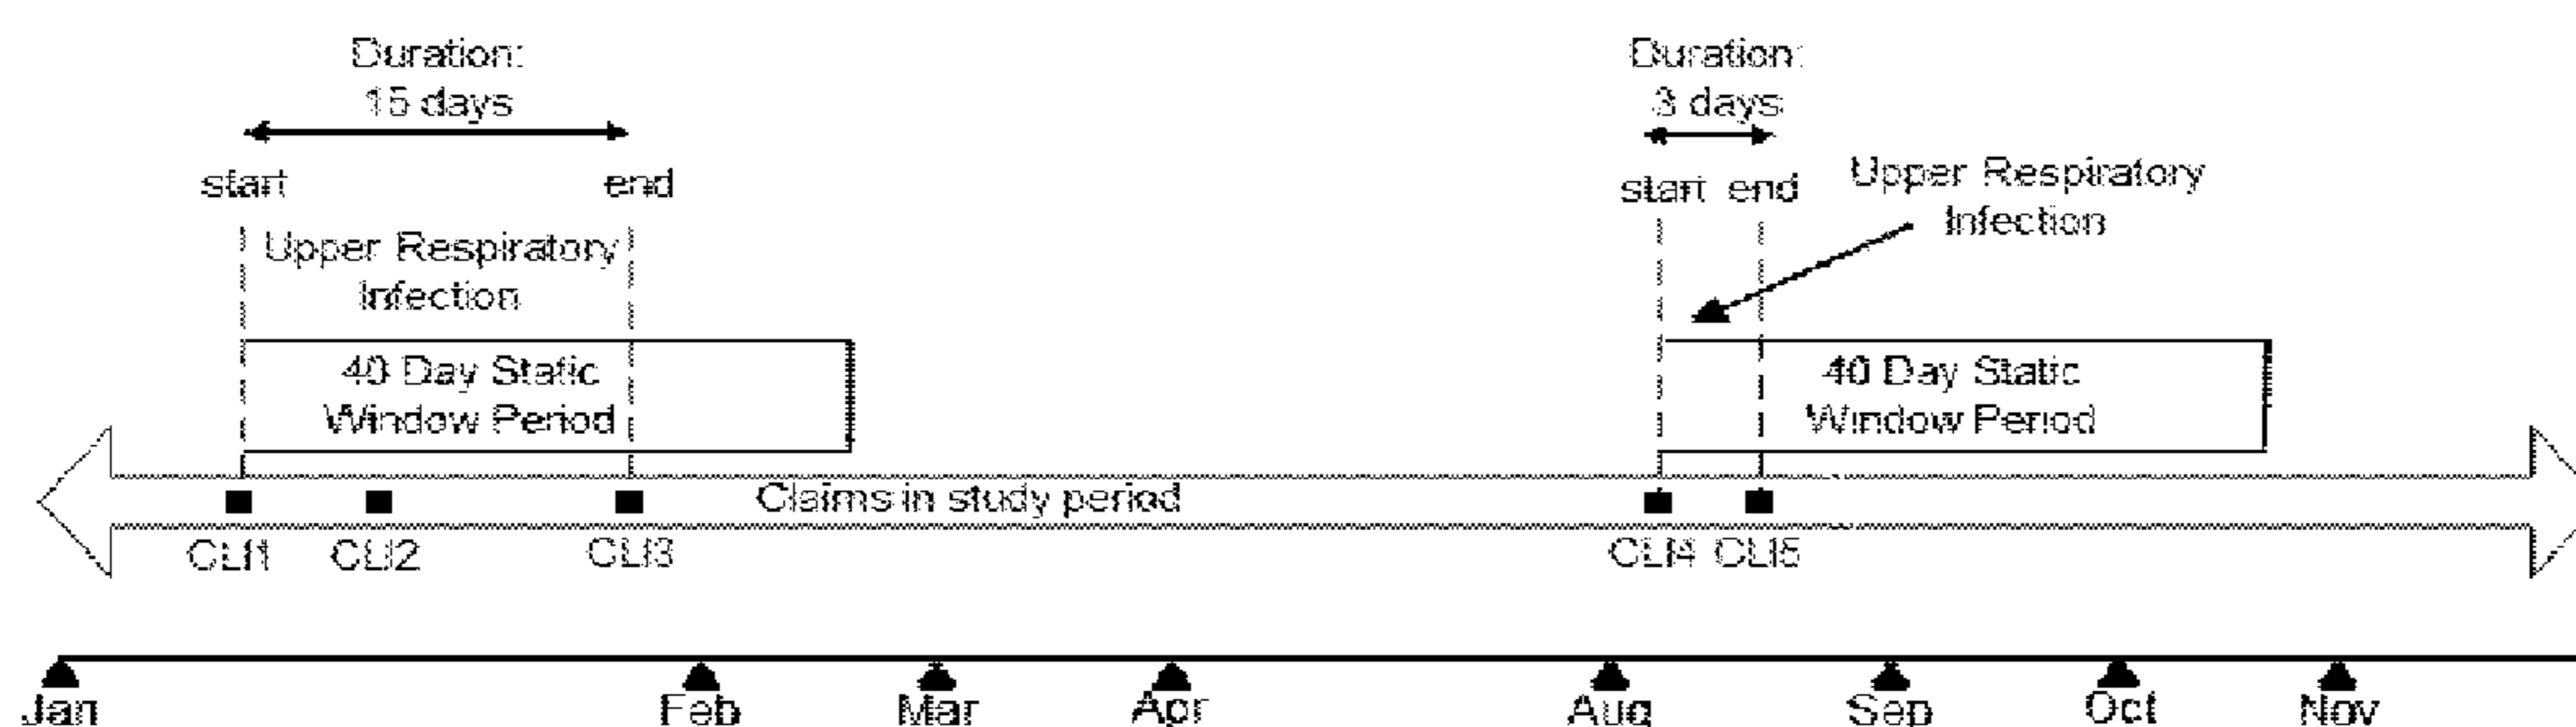 Duration:
15 days
start end
Upper Respiratory
Infection
40 Day Static
Window Period
Duration:
3 days
start end
Upper Respiratory
Infection
40 Day Static
Window Period
Claims in study period
CLI1 CLI2 CLI3 CLI4 CLI5
Jan Feb Mar Apr Aug Sep Oct Nov